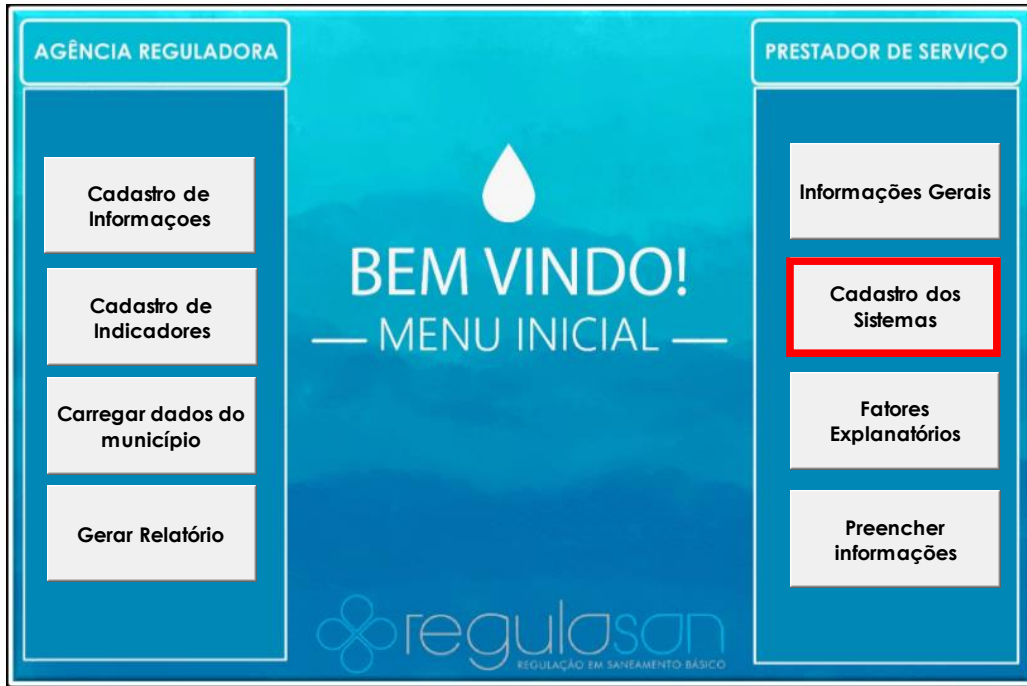 AGÊNCIA REGULADORA
Cadastro de
Informaçoes
Cadastro de
Indicadores
Carregar dados do
município
Gerar Relatório
BEM VINDO!
MENU INICIAL
regulasan
REGULAÇÃO EM SANEAMENTO BÁSICO
PRESTADOR DE SERVIÇO
Informações Gerais
Cadastro dos
Sistemas
Fatores
Explanatórios
Preencher
informações